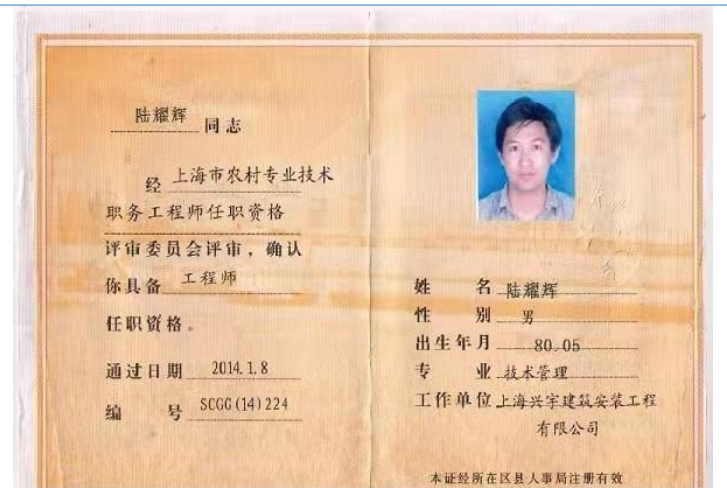 陆耀辉 同志
经 上海市农村专业技术
职务工程师任职资格
评审委员会评审，确认
你具备 工程师
任职资格。
通过日期 2014.1.8
编 号 SCGG(14)224
姓 名 陆耀辉
性 别 男
出生年月 80.05
专 业 技术管理
工作单位 上海兴宇建筑安装工程
有限公司
本证经所在区县人事局注册有效